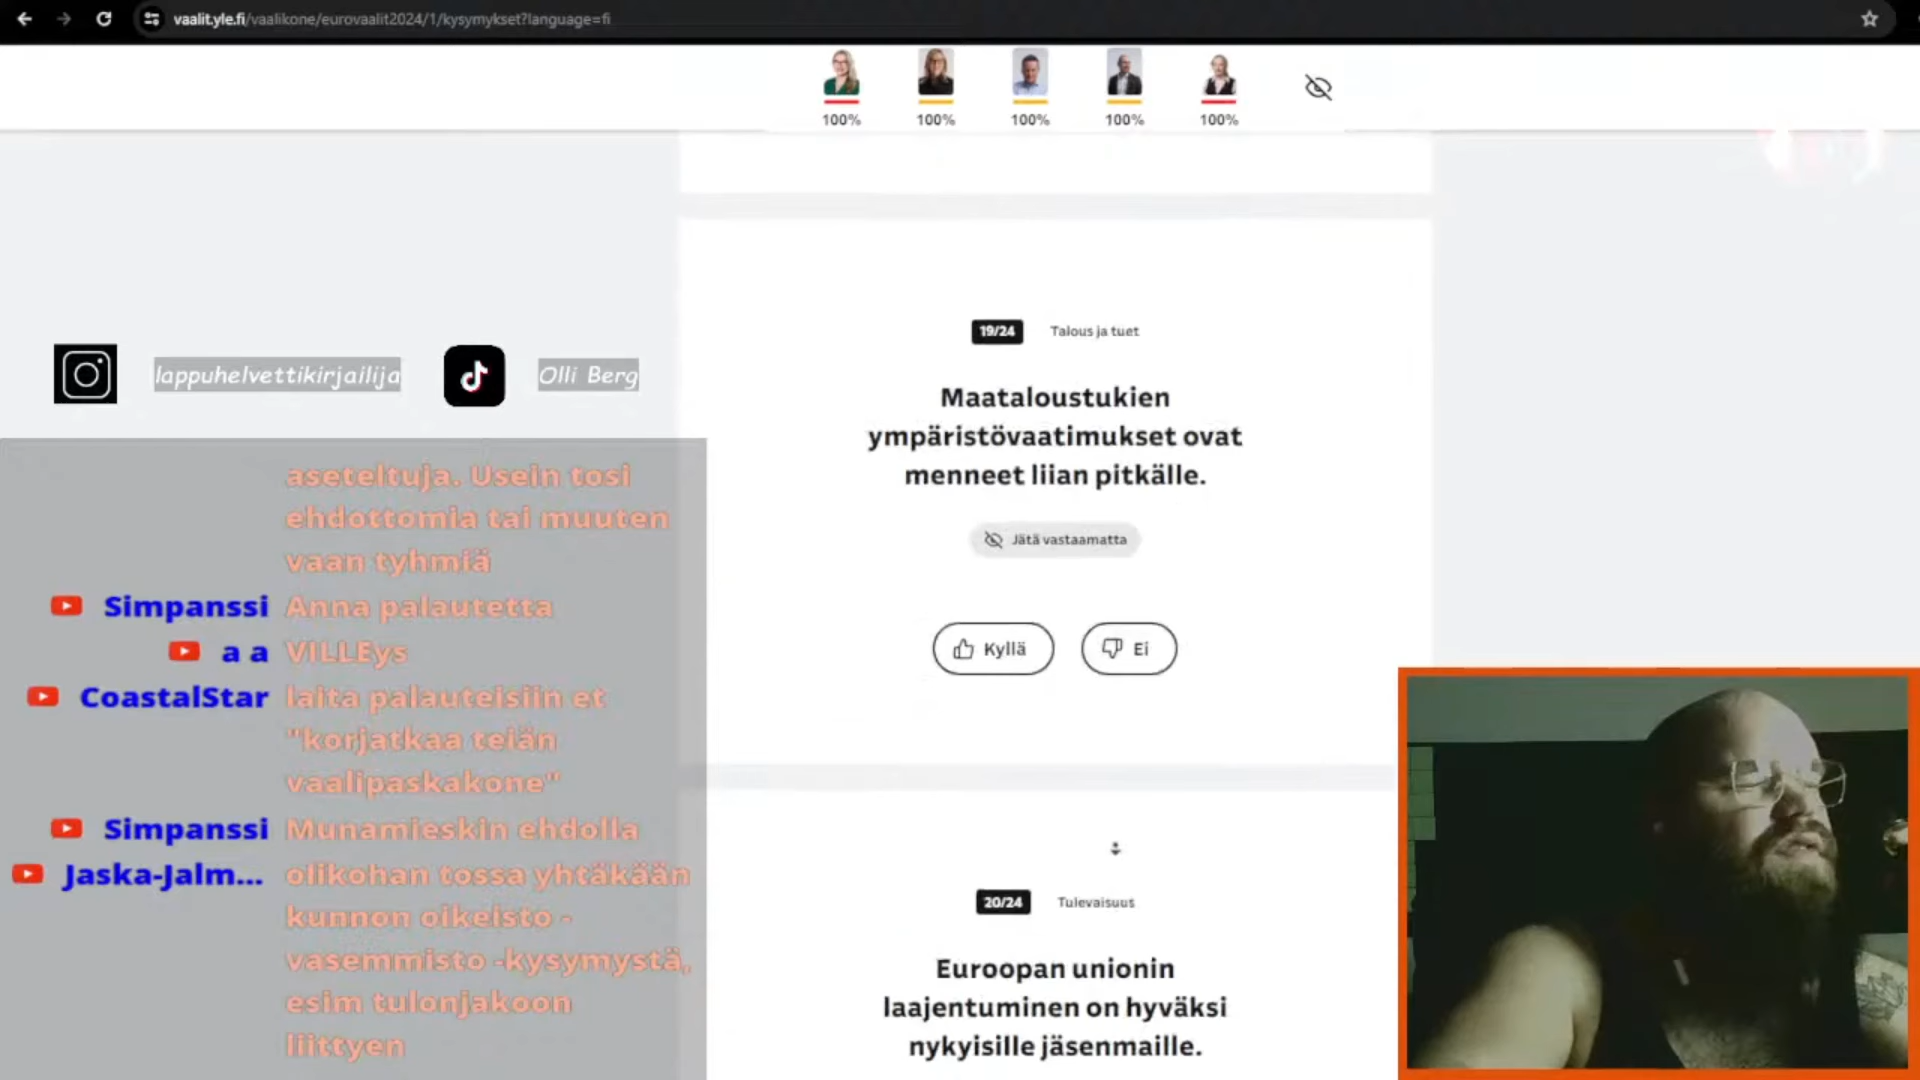 vaalit.yle.fi/vaalikone/eurovaalit2024/1/kysymykset?language=fi
100% 100% 100% 100% 100%
19/24 Talous ja tuet
Maataloustukien
ympäristövaatimukset ovat
menneet liian pitkälle.
Jätä vastaamatta
Kyllä Ei
20/24 Tulevaisuus
Euroopan unionin
laajentuminen on hyväksi
nykyisille jäsenmaille.
lappuhelvettikirjailija Olli Berg
aseteltuja. Usein tosi
ehdottomia tai muuten
vaan tyhmiä
Simpanssi Anna palautetta
a a VILLEys
CoastalStar laita palauteisiin et
"korjatkaa teiän
vaalipaskakone"
Simpanssi Munamieskin ehdolla
Jaska-Jalm... olikohan tossa yhtäkään
kunnon oikeisto -
vasemmisto -kysymystä,
esim tulonjakoon
liittyen